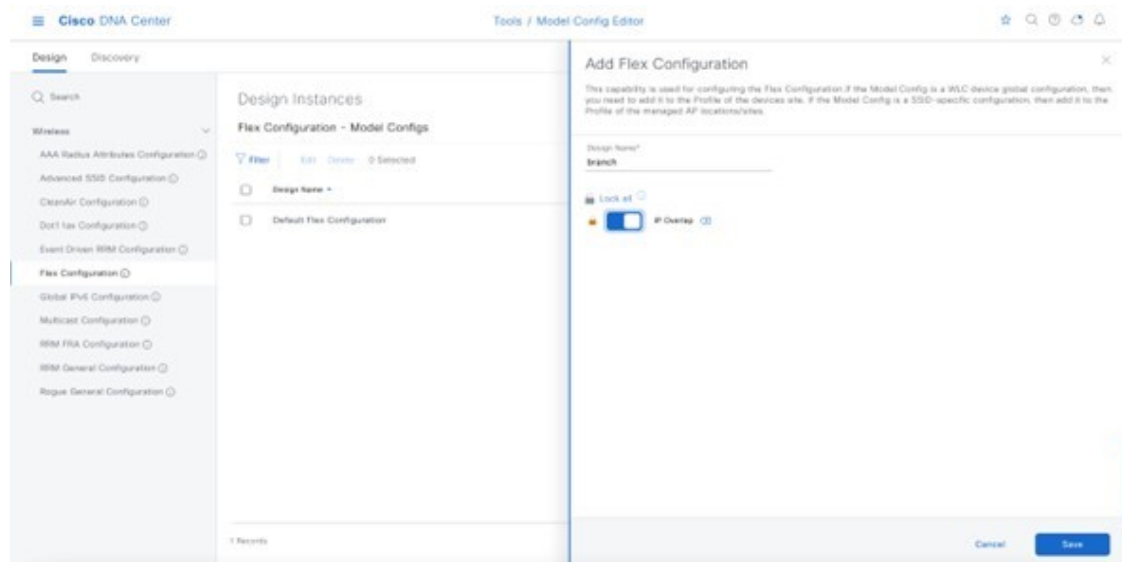 Cisco DNA Center
Tools / Model Config Editor
Design Discovery
Search
Wireless
AAA Radius Attributes Configuration
Advanced SSID Configuration
CleanAir Configuration
Dot11ax Configuration
Event Driven RRM Configuration
Flex Configuration
Global IPv6 Configuration
Multicast Configuration
RRM FRA Configuration
RRM General Configuration
Rogue General Configuration
Design Instances
Flex Configuration - Model Configs
Filter Edit Delete 0 Selected
Design Name
Default Flex Configuration
1 Records
Add Flex Configuration
This capability is used for configuring the Flex Configuration.If the Model Config is a WLC device global configuration, then
you need to add it to the Profile of the devices site. If the Model Config is a SSID-specific configuration, then add it to the
Profile of the managed AP locations/sites.
Design Name*
branch
Lock all
IP Overlap
Cancel Save